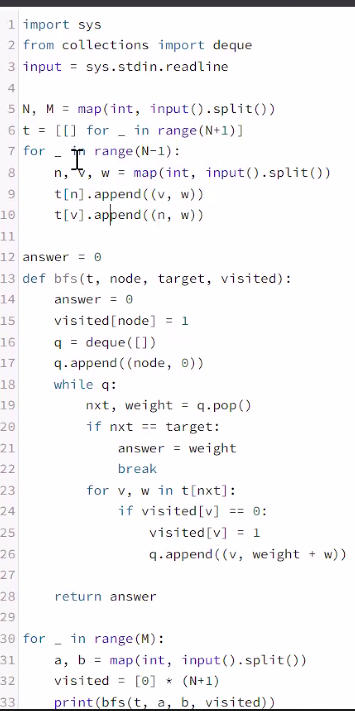 1 import sys
2 from collections import deque
3 input = sys.stdin.readline
4
5 N, M = map(int, input().split())
6 t = [[] for _ in range(N+1)]
7 for _ in range(N-1):
8     n, v, w = map(int, input().split())
9     t[n].append((v, w))
10     t[v].append((n, w))
11
12 answer = 0
13 def bfs(t, node, target, visited):
14     answer = 0
15     visited[node] = 1
16     q = deque([])
17     q.append((node, 0))
18     while q:
19         nxt, weight = q.pop()
20         if nxt == target:
21             answer = weight
22             break
23         for v, w in t[nxt]:
24             if visited[v] == 0:
25                 visited[v] = 1
26                 q.append((v, weight + w))
27
28     return answer
29
30 for _ in range(M):
31     a, b = map(int, input().split())
32     visited = [0] * (N+1)
33     print(bfs(t, a, b, visited))